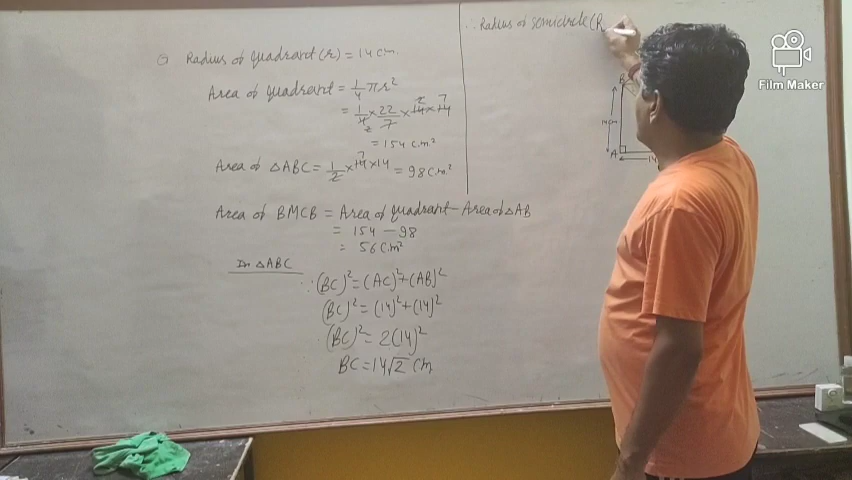 Radius of Quadrant (r) = 14 cm.
Area of Quadrant = 1/4 πr²
= 1/4 × 22/7 × 14 × 14
= 154 cm²
Area of △ABC = 1/2 × 14 × 14 = 98 cm²
Area of BMCB = Area of quadrant - Area of △AB
= 154 - 98
= 56 cm²
In △ABC
∵ (BC)² = (AC)² + (AB)²
(BC)² = (14)² + (14)²
(BC)² = 2(14)²
BC = 14√2 cm
∴ Radius of semicircle (R
B
14cm
A
14
Film Maker